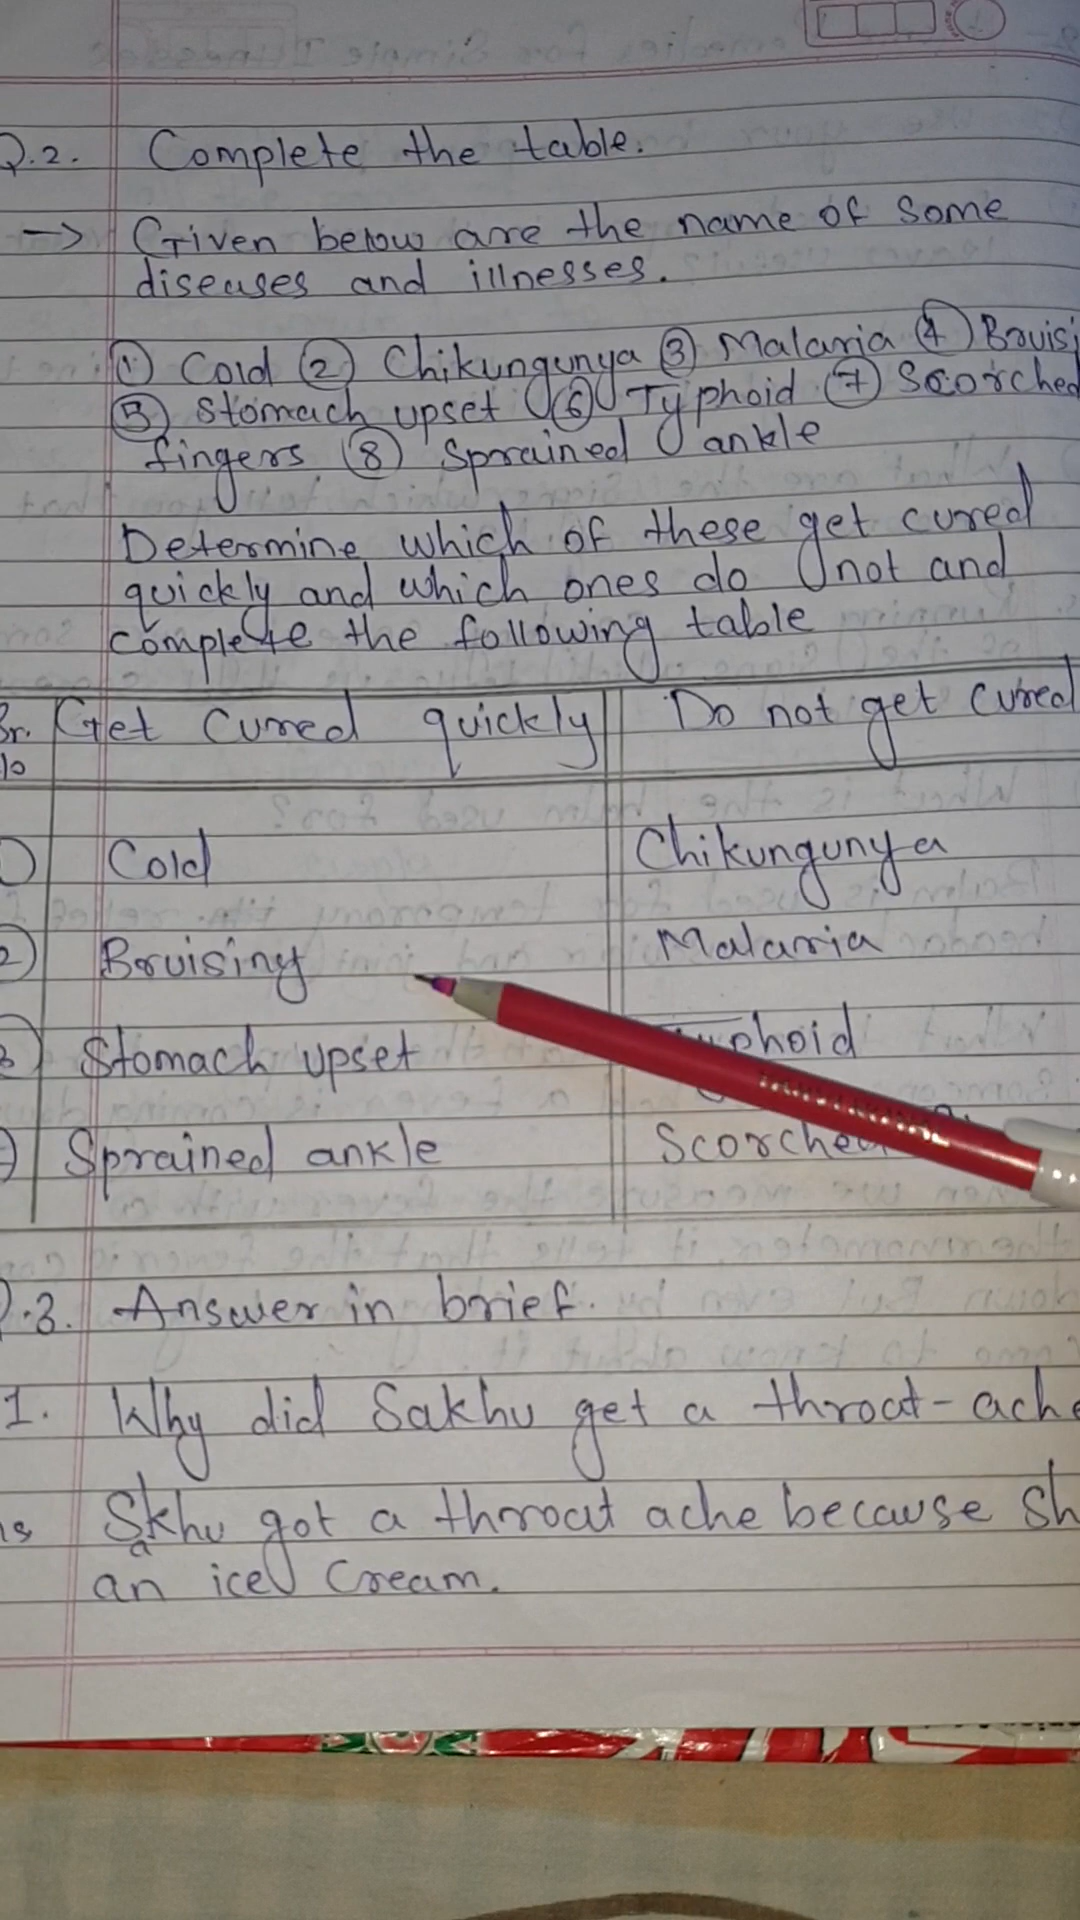 Q.2. Complete the table.
→ Given below are the name of some
diseases and illnesses.
① Cold ② Chikungunya ③ Malaria ④ Bruisi
⑤ Stomach upset ⑥ Typhoid ⑦ Scorched
fingers ⑧ Sprained ankle
Determine which of these get cured
quickly and which ones do not and
complete the following table
Sr. Get cured quickly Do not get cured
No
① Cold Chikungunya
② Bruising Malaria
③ Stomach upset phoid
Sprained ankle Scorche
Q.3. Answer in brief.
1. Why did Sakhu get a throat-ache
Skhu got a throat ache because sh
a
an ice cream.